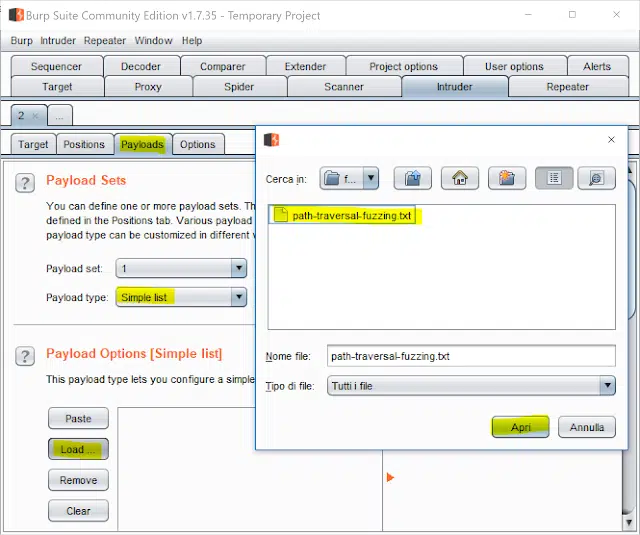 Burp Suite Community Edition v1.7.35 - Temporary Project
Burp Intruder Repeater Window Help
Sequencer Decoder Comparer Extender Project options User options Alerts
Target Proxy Spider Scanner Intruder Repeater
2 × ...
Target Positions Payloads Options
Payload Sets
You can define one or more payload sets. Th
defined in the Positions tab. Various payload
payload type can be customized in different
Payload set: 1
Payload type: Simple list
Payload Options [Simple list]
This payload type lets you configure a simple
Paste
Load ...
Remove
Clear
Cerca in: f...
path-traversal-fuzzing.txt
Nome file: path-traversal-fuzzing.txt
Tipo di file: Tutti i file
Apri Annulla